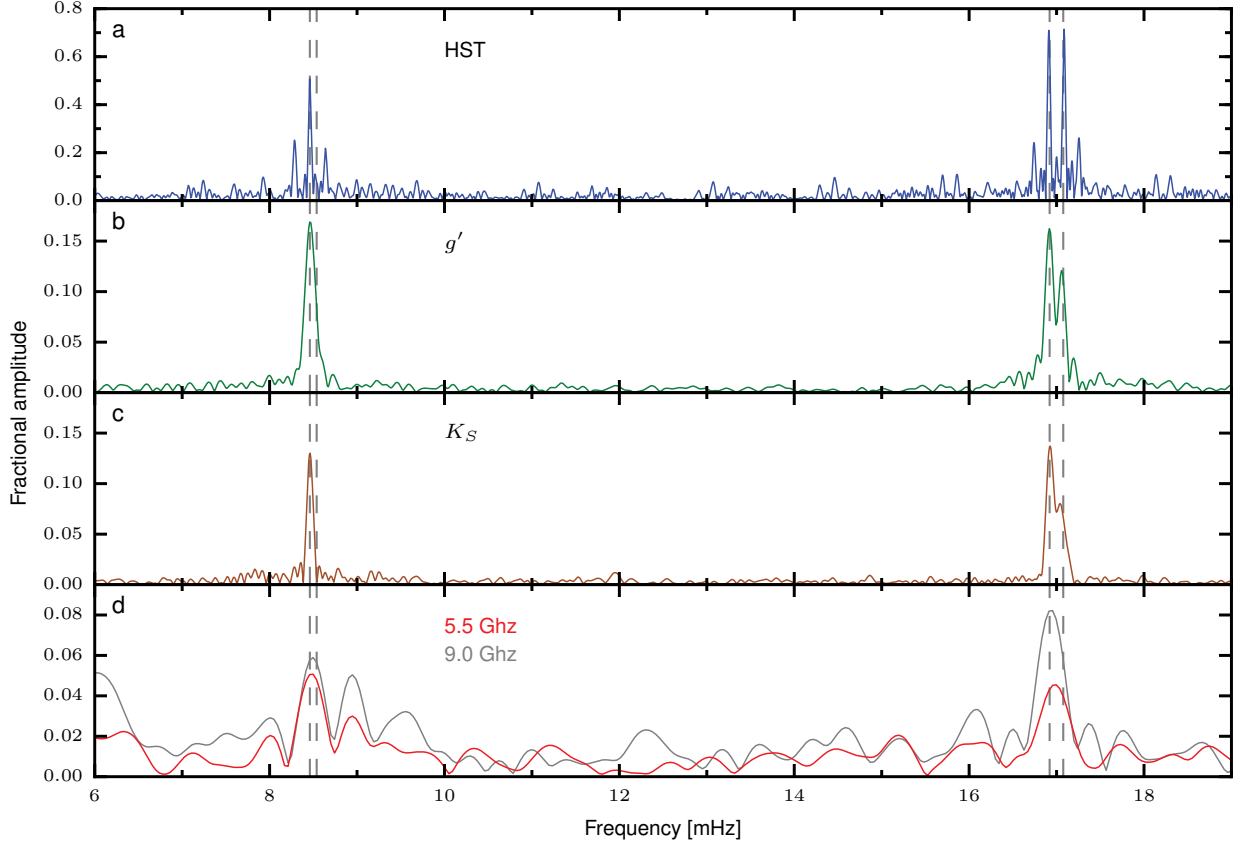 a
HST
0.8
0.6
0.4
0.2
0.0
b
g′
0.15
0.10
0.05
0.00
c
K_S
0.15
0.10
0.05
0.00
d
5.5 Ghz
9.0 Ghz
0.08
0.06
0.04
0.02
0.00
6 8 10 12 14 16 18
Frequency [mHz]
Fractional amplitude